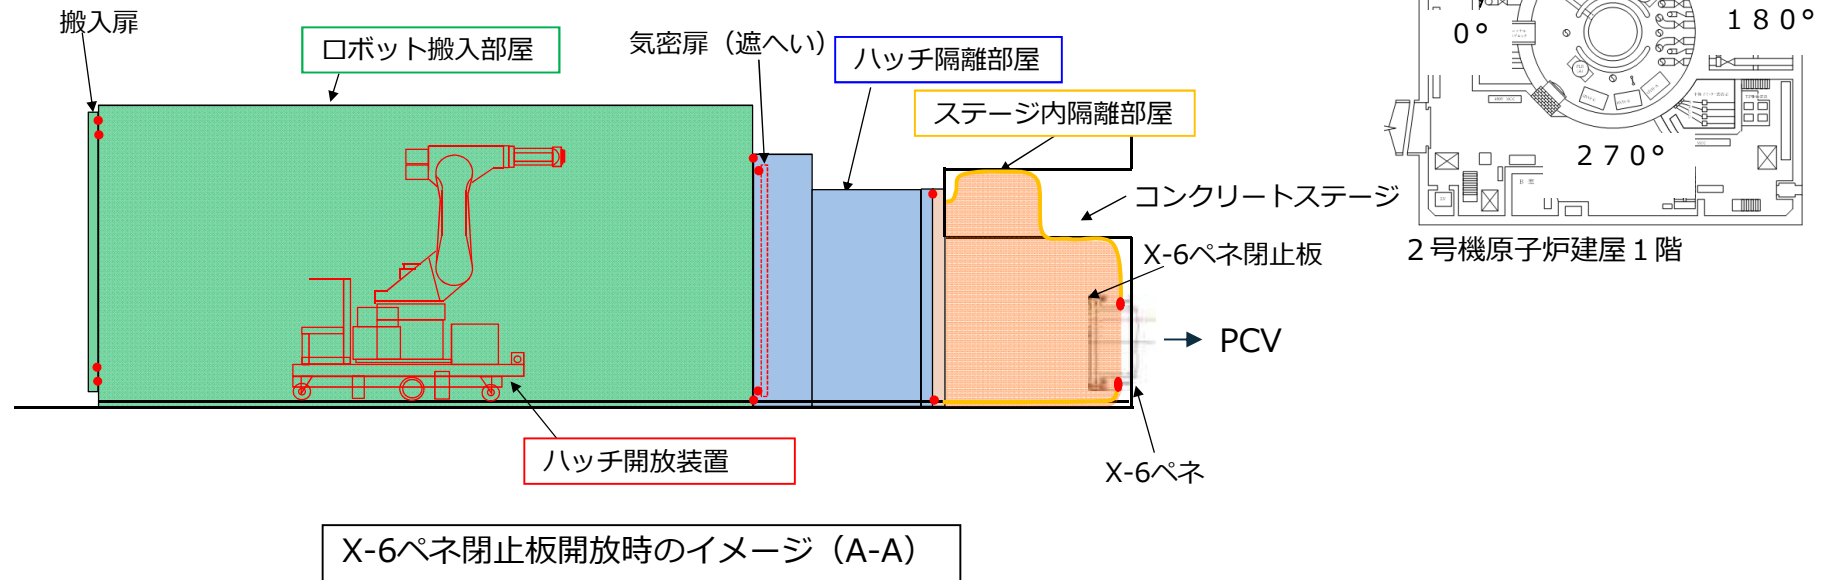 搬入扉
ロボット搬入部屋
気密扉（遮へい）
ハッチ隔離部屋
ステージ内隔離部屋
コンクリートステージ
X-6ペネ閉止板
PCV
X-6ペネ
ハッチ開放装置
X-6ペネ閉止板開放時のイメージ（A-A）
0°
１８０°
２７０°
２号機原子炉建屋１階